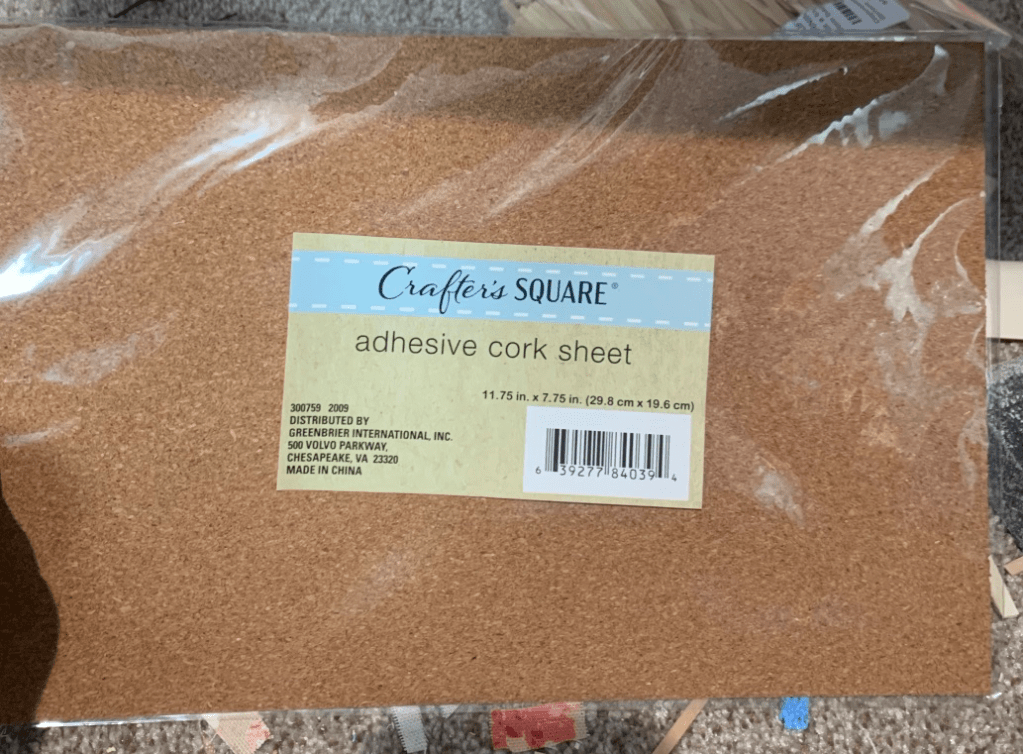 Crafter's SQUARE®
adhesive cork sheet
11.75 in. x 7.75 in. (29.8 cm x 19.6 cm)
300759 2009
DISTRIBUTED BY
GREENBRIER INTERNATIONAL, INC.
500 VOLVO PARKWAY,
CHESAPEAKE, VA 23320
MADE IN CHINA
6 39277 84039 4